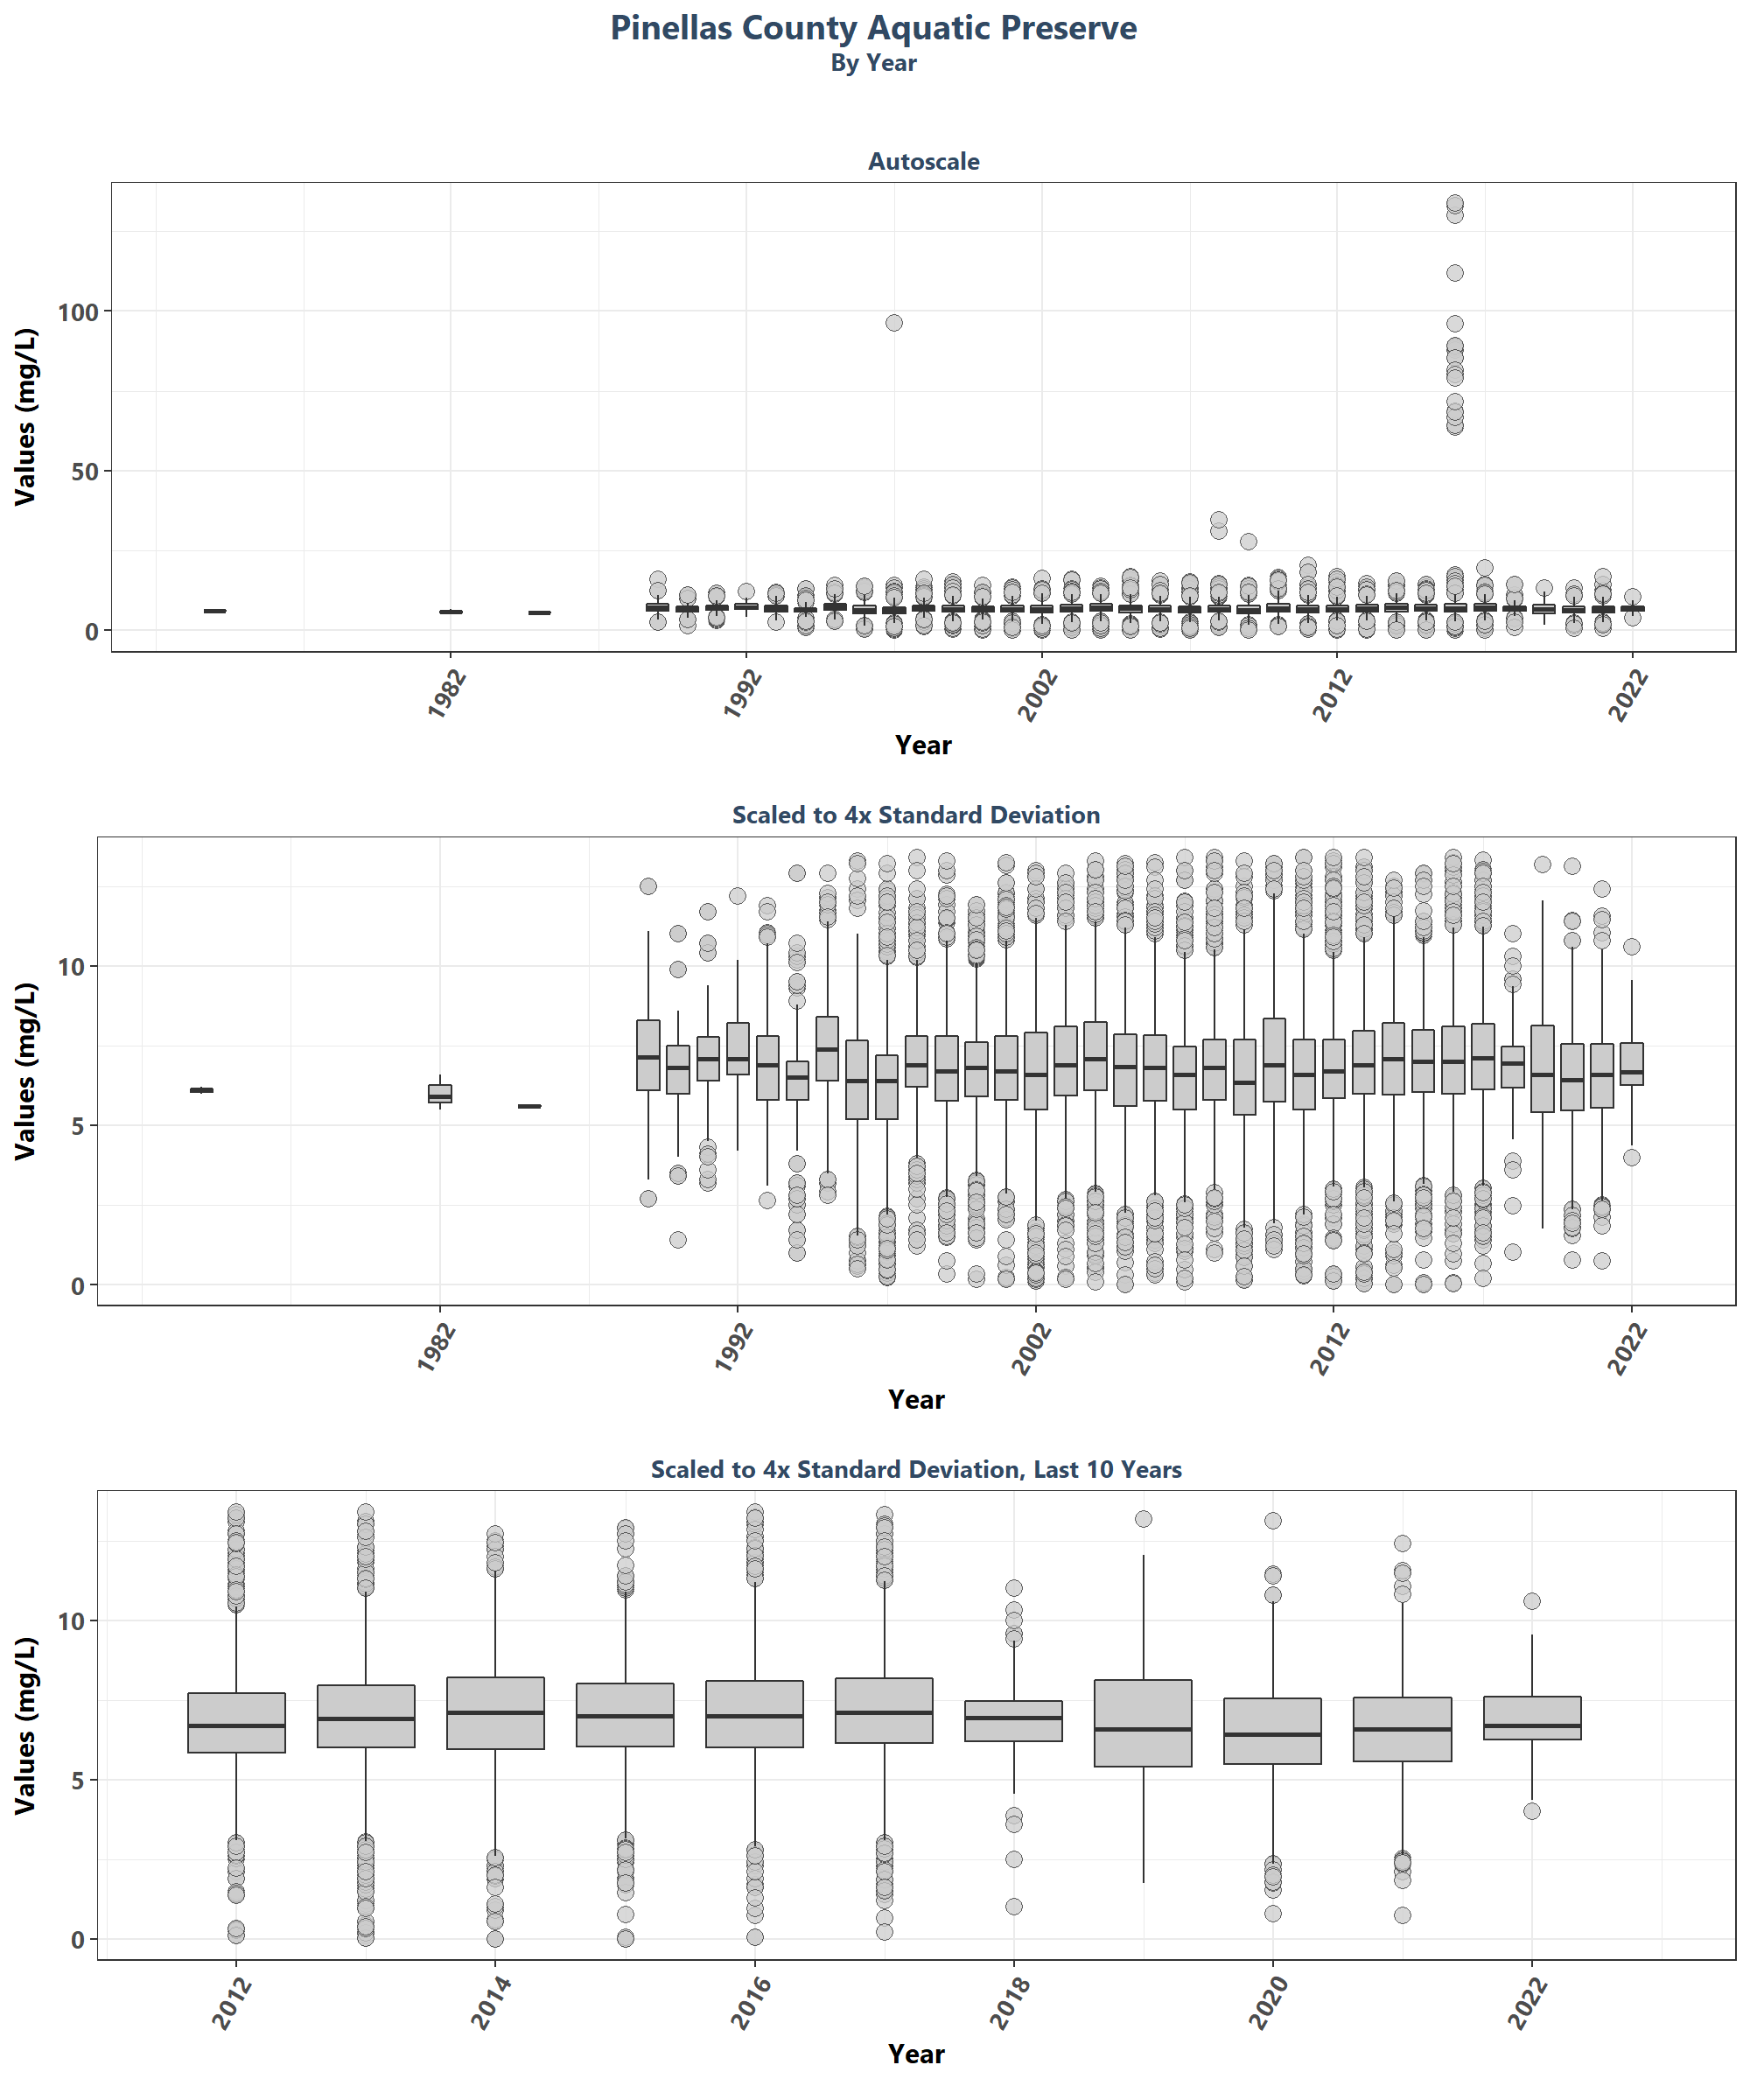 Pinellas County Aquatic Preserve
By Year
Autoscale
Values (mg/L)
100
50
0
1982
1992
2002
2012
2022
Year
Scaled to 4x Standard Deviation
Values (mg/L)
10
5
0
1982
1992
2002
2012
2022
Year
Scaled to 4x Standard Deviation, Last 10 Years
Values (mg/L)
10
5
0
2012
2014
2016
2018
2020
2022
Year